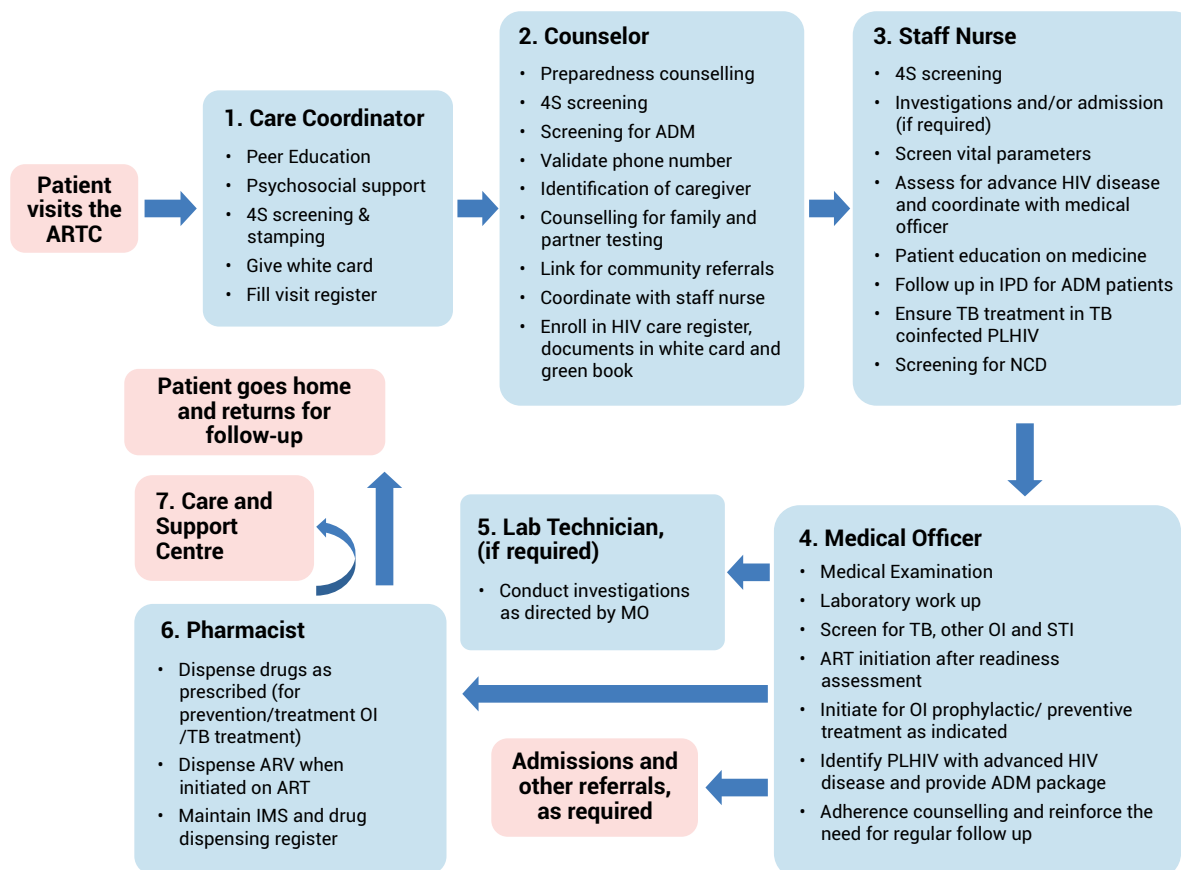 Patient
visits the
ARTC
1. Care Coordinator
• Peer Education
• Psychosocial support
• 4S screening &
stamping
• Give white card
• Fill visit register
2. Counselor
• Preparedness counselling
• 4S screening
• Screening for ADM
• Validate phone number
• Identification of caregiver
• Counselling for family and
partner testing
• Link for community referrals
• Coordinate with staff nurse
• Enroll in HIV care register,
documents in white card and
green book
3. Staff Nurse
• 4S screening
• Investigations and/or admission
(if required)
• Screen vital parameters
• Assess for advance HIV disease
and coordinate with medical
officer
• Patient education on medicine
• Follow up in IPD for ADM patients
• Ensure TB treatment in TB
coinfected PLHIV
• Screening for NCD
4. Medical Officer
• Medical Examination
• Laboratory work up
• Screen for TB, other OI and STI
• ART initiation after readiness
assessment
• Initiate for OI prophylactic/ preventive
treatment as indicated
• Identify PLHIV with advanced HIV
disease and provide ADM package
• Adherence counselling and reinforce the
need for regular follow up
5. Lab Technician,
(if required)
• Conduct investigations
as directed by MO
Admissions and
other referrals,
as required
6. Pharmacist
• Dispense drugs as
prescribed (for
prevention/treatment OI
/TB treatment)
• Dispense ARV when
initiated on ART
• Maintain IMS and drug
dispensing register
7. Care and
Support
Centre
Patient goes home
and returns for
follow-up